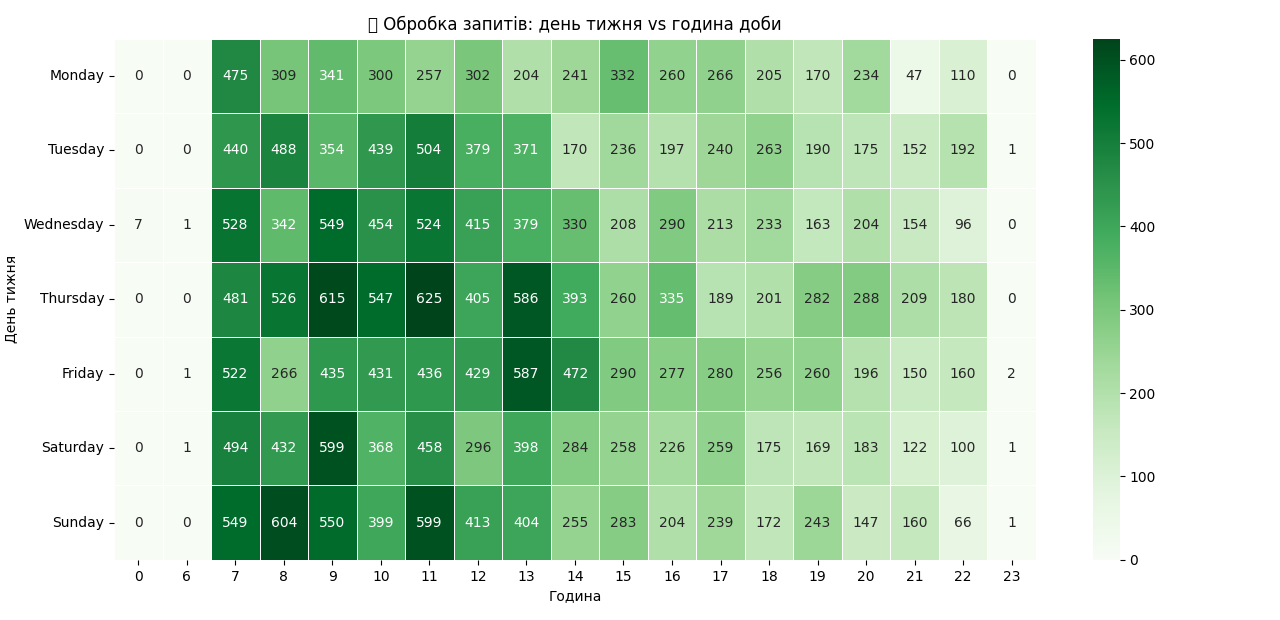 Обробка запитів: день тижня vs година доби
День тижня
Monday 0 0 475 309 341 300 257 302 204 241 332 260 266 205 170 234 47 110 0
Tuesday 0 0 440 488 354 439 504 379 371 170 236 197 240 263 190 175 152 192 1
Wednesday 7 1 528 342 549 454 524 415 379 330 208 290 213 233 163 204 154 96 0
Thursday 0 0 481 526 615 547 625 405 586 393 260 335 189 201 282 288 209 180 0
Friday 0 1 522 266 435 431 436 429 587 472 290 277 280 256 260 196 150 160 2
Saturday 0 1 494 432 599 368 458 296 398 284 258 226 259 175 169 183 122 100 1
Sunday 0 0 549 604 550 399 599 413 404 255 283 204 239 172 243 147 160 66 1
0 6 7 8 9 10 11 12 13 14 15 16 17 18 19 20 21 22 23
Година
600
500
400
300
200
100
0